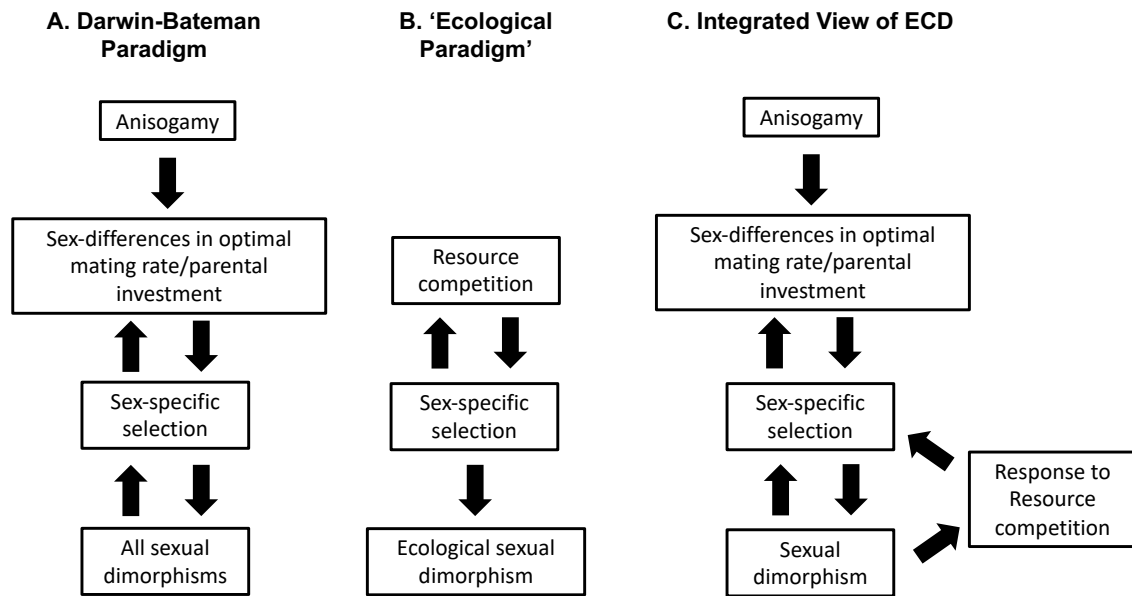 A. Darwin-Bateman
Paradigm
Anisogamy
Sex-differences in optimal
mating rate/parental
investment
Sex-specific
selection
All sexual
dimorphisms
B. ‘Ecological
Paradigm’
Resource
competition
Sex-specific
selection
Ecological sexual
dimorphism
C. Integrated View of ECD
Anisogamy
Sex-differences in optimal
mating rate/parental
investment
Sex-specific
selection
Response to
Resource
competition
Sexual
dimorphism